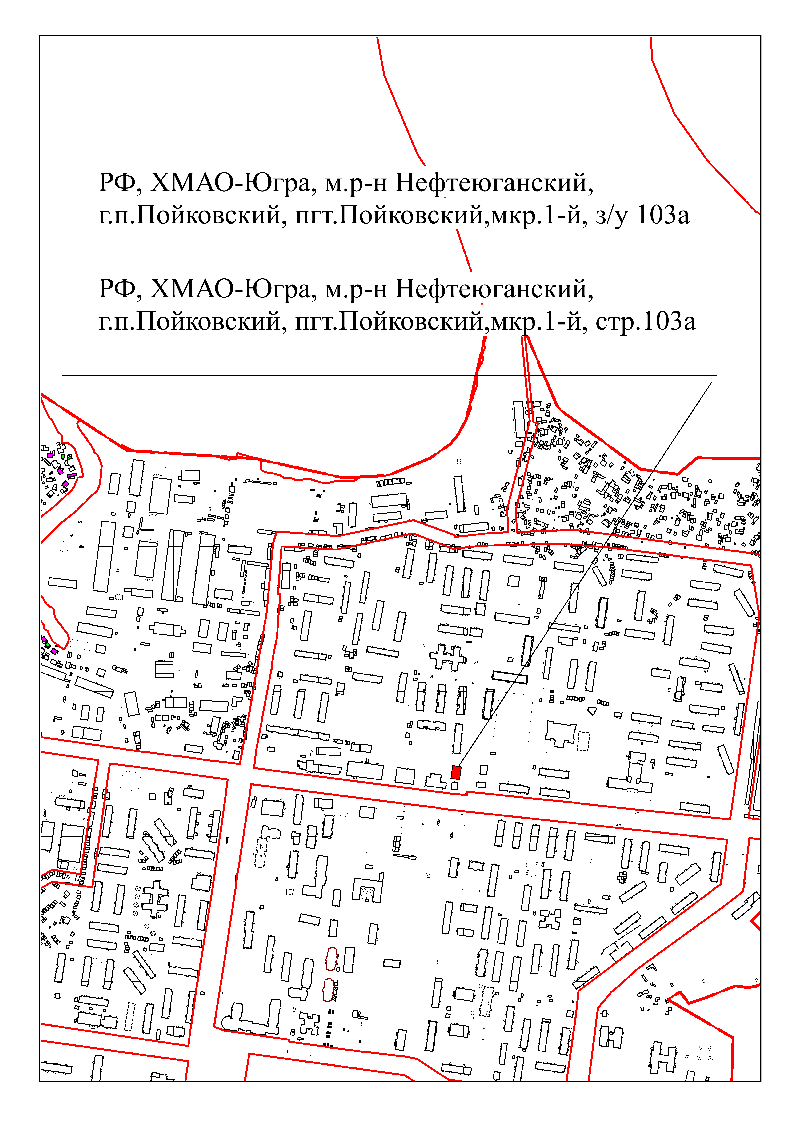 РФ, ХМАО-Югра, м.р-н Нефтеюганский,
г.п.Пойковский, пгт.Пойковский,мкр.1-й, з/у 103а
РФ, ХМАО-Югра, м.р-н Нефтеюганский,
г.п.Пойковский, пгт.Пойковский,мкр.1-й, стр.103а